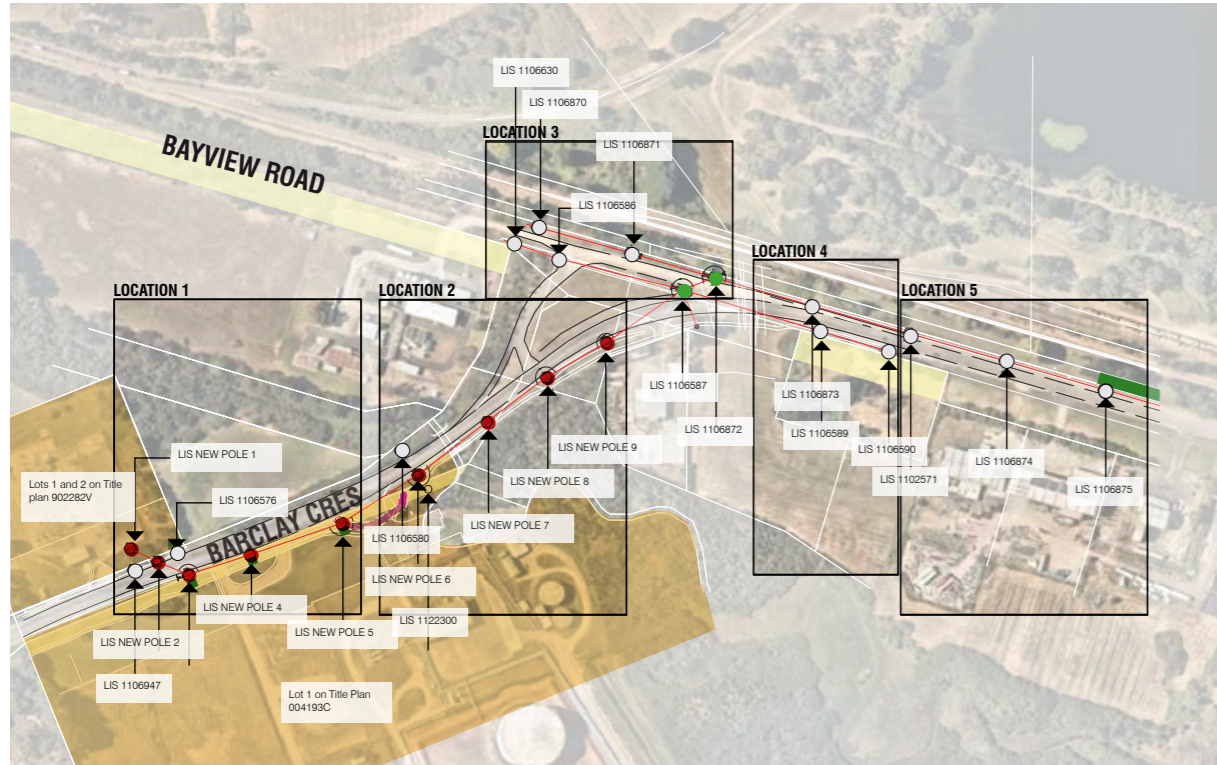 LIS 1106630
LIS 1106870
LOCATION 3
LIS 1106871
BAYVIEW ROAD
LIS 1106586
LOCATION 4
LOCATION 1
LOCATION 2
LOCATION 5
LIS 1106587
LIS 1106873
LIS 1106872
LIS 1106589
LIS NEW POLE 9
LIS 1106590
LIS NEW POLE 1
LIS 1106874
Lots 1 and 2 on Title
plan 902282V
LIS NEW POLE 8
LIS 1102571
LIS 1106875
LIS 1106576
BARCLAY CRES
LIS NEW POLE 7
LIS 1106580
LIS NEW POLE 6
LIS NEW POLE 4
LIS 1122300
LIS NEW POLE 5
LIS NEW POLE 2
LIS 1106947
Lot 1 on Title Plan
004193C